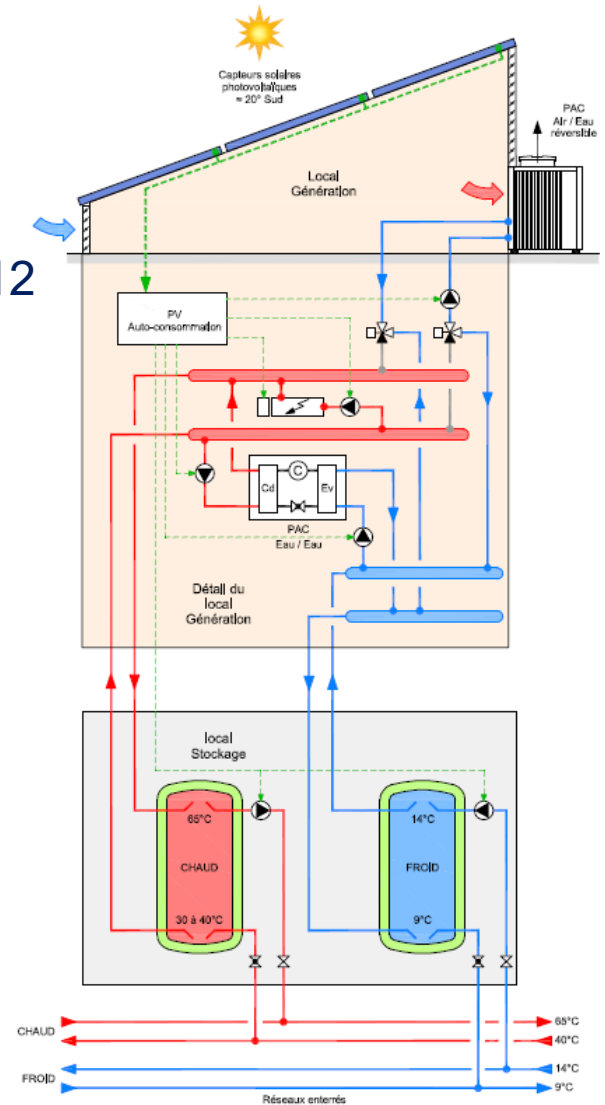 Capteurs solaires
photovoltaïques
≈ 20° Sud
PAC
Air / Eau
réversible
Local
Génération
12
PV
Auto-consommation
C
Cd
Ev
PAC
Eau / Eau
Détail du
local
Génération
local
Stockage
65°C
14°C
CHAUD
FROID
30 à 40°C
9°C
CHAUD
65°C
40°C
FROID
14°C
9°C
Réseaux enterrés